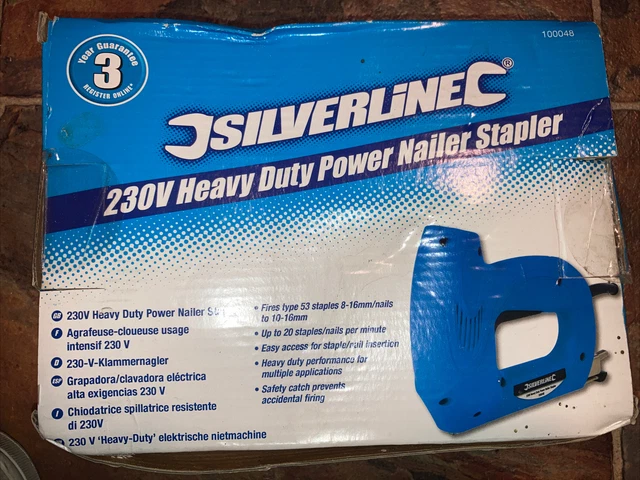 Year Guarantee
3
REGISTER ONLINE*
100048
SILVERLINE®
230V Heavy Duty Power Nailer Stapler
GB 230V Heavy Duty Power Nailer
F Agrafeuse-cloueuse usage
intensif 230 V
D 230-V-Klammernagler
ESP Grapadora/clavadora eléctrica
alta exigencias 230 V
I Chiodatrice spillatrice resistente
di 230V
230 V 'Heavy-Duty' elektrische nietmachine
• Fires type 53 staples 8-16mm/nails
to 10-16mm
• Up to 20 staples/nails per minute
• Easy access for staple/nail insertion
• Heavy duty performance for
multiple applications
• Safety catch prevents
accidental firing
SILVERLINE